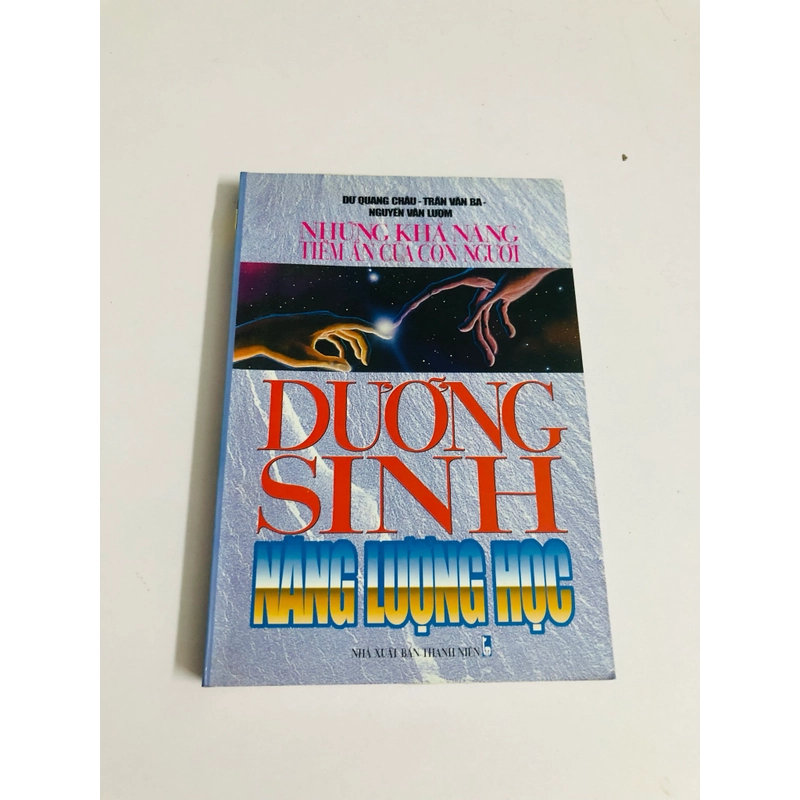 DƯ QUANG CHÂU - TRẦN VĂN BA -
NGUYỄN VĂN LƯỢM
NHỮNG KHẢ NĂNG
TIỀM ẨN CỦA CON NGƯỜI
DƯỠNG
SINH
NĂNG LƯỢNG HỌC
NHÀ XUẤT BẢN THANH NIÊN